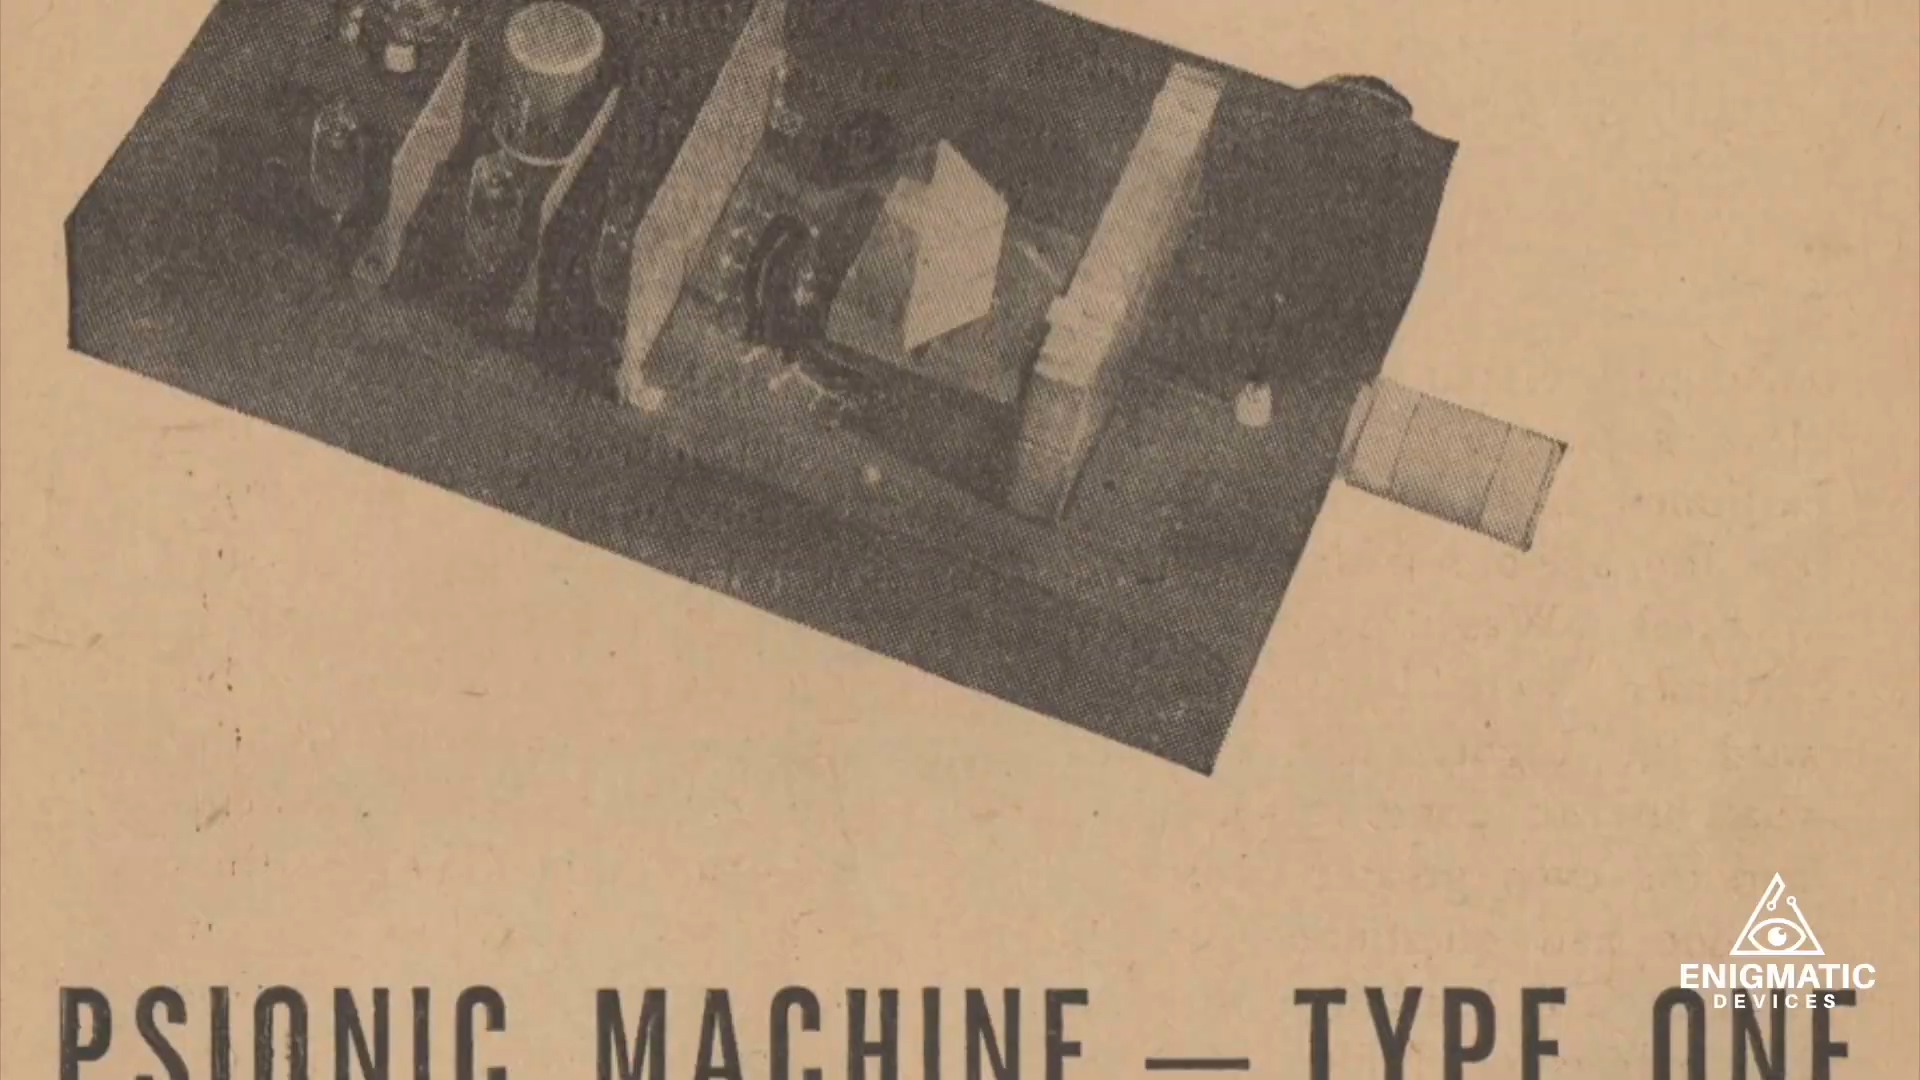 PSIONIC MACHINE — TYPE ONE
ENIGMATIC
DEVICES